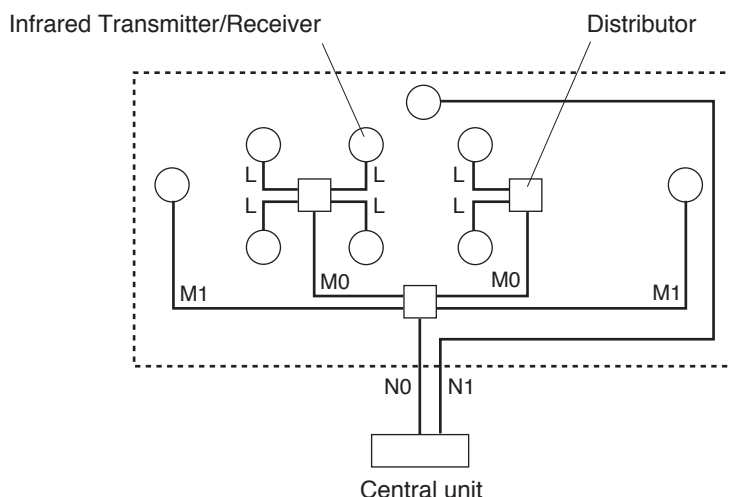 Infrared Transmitter/Receiver
Distributor
L L L
L L L
M0 M0
M1 M1
N0 N1
Central unit